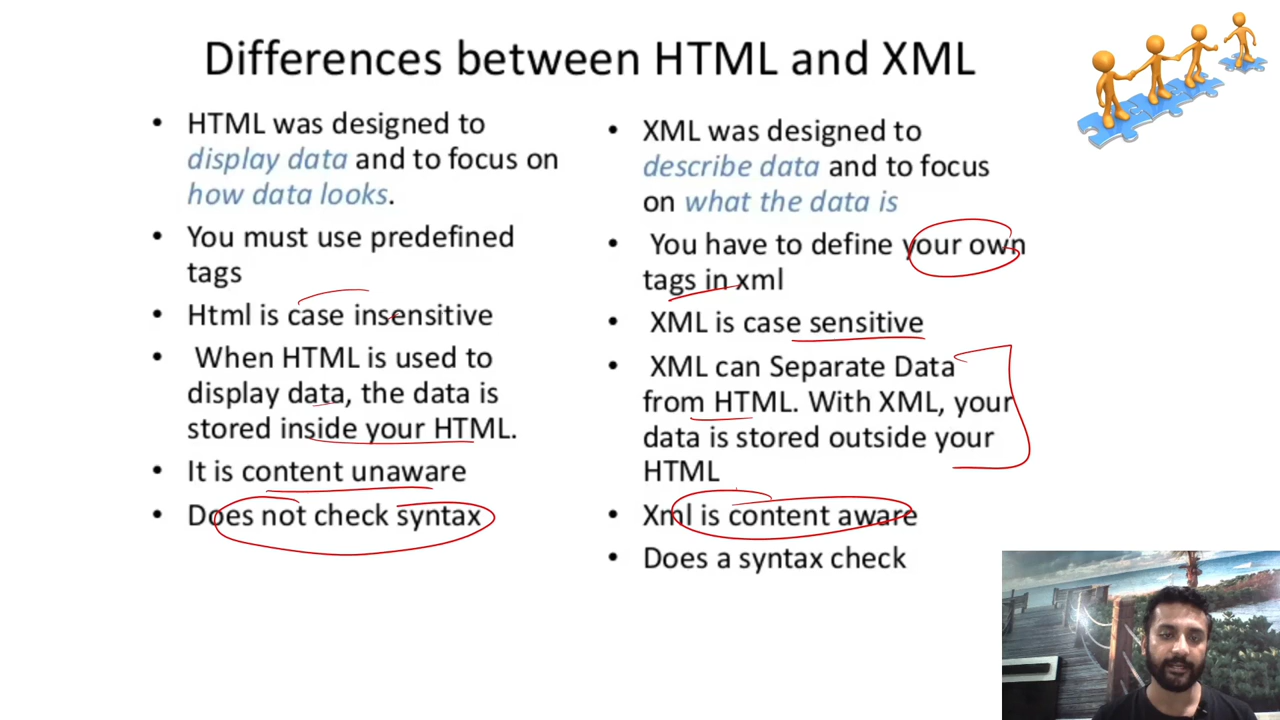 Differences between HTML and XML
• HTML was designed to
display data and to focus on
how data looks.
• You must use predefined
tags
• Html is case insensitive
• When HTML is used to
display data, the data is
stored inside your HTML.
• It is content unaware
• Does not check syntax
• XML was designed to
describe data and to focus
on what the data is
• You have to define your own
tags in xml
• XML is case sensitive
• XML can Separate Data
from HTML. With XML, your
data is stored outside your
HTML
• Xml is content aware
• Does a syntax check